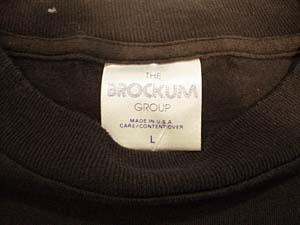 THE
BROCKUM
GROUP
MADE IN U.S.A
CARE/CONTENT OVER
L